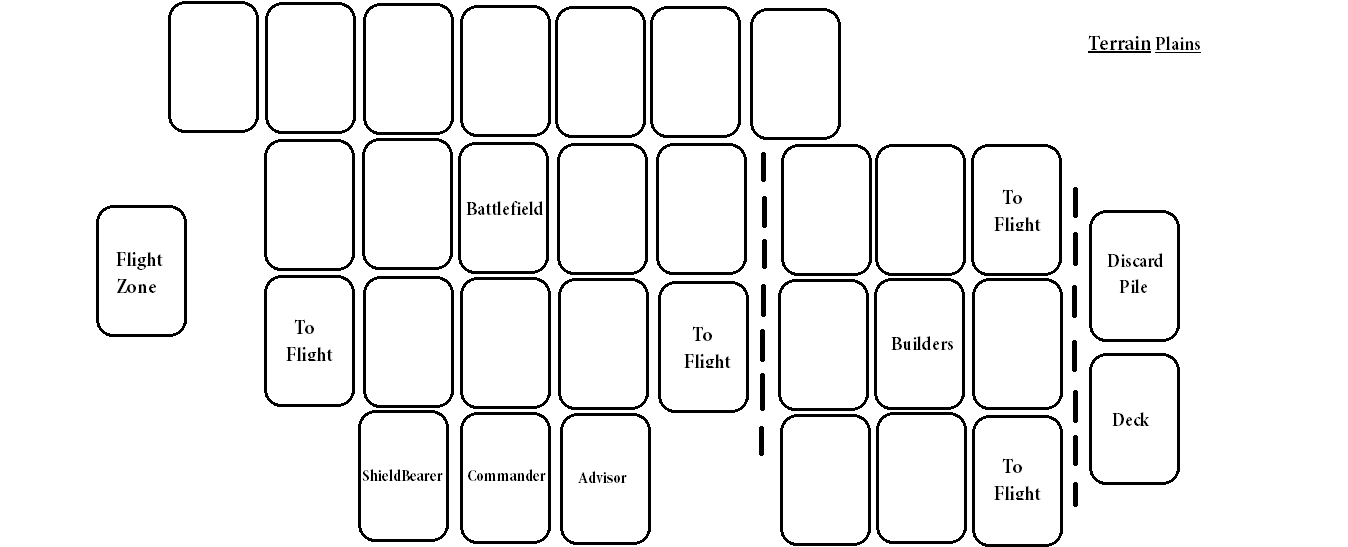 Terrain Plains
Battlefield
To
Flight
Flight
Zone
Discard
Pile
To
Flight
To
Flight
Builders
Deck
ShieldBearer
Commander
Advisor
To
Flight